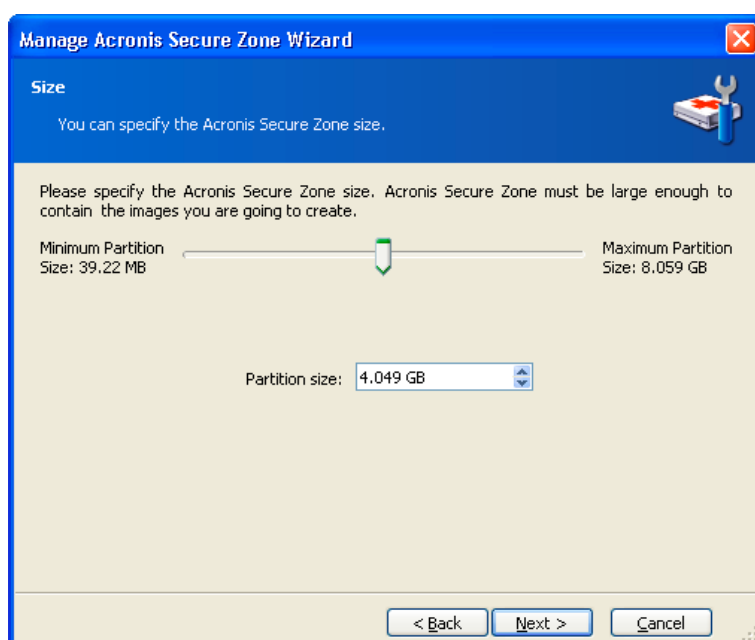 Manage Acronis Secure Zone Wizard
Size
You can specify the Acronis Secure Zone size.
Please specify the Acronis Secure Zone size. Acronis Secure Zone must be large enough to
contain the images you are going to create.
Minimum Partition
Size: 39.22 MB
Maximum Partition
Size: 8.059 GB
Partition size:
4.049 GB
< Back
Next >
Cancel